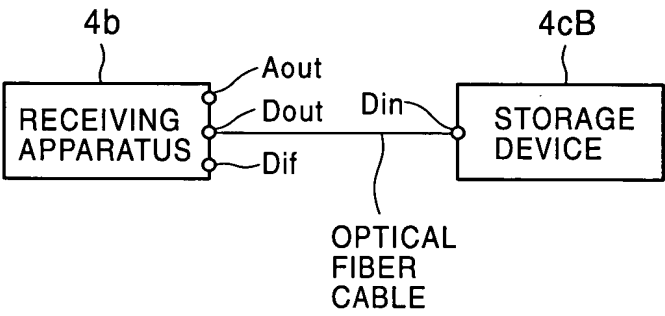 4b
4cB
Aout
Dout
Din
Dif
RECEIVING
APPARATUS
STORAGE
DEVICE
OPTICAL
FIBER
CABLE